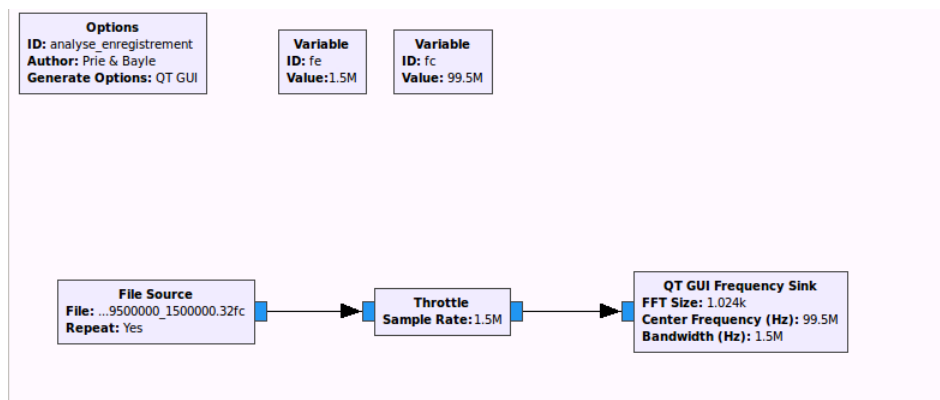 Options
ID: analyse_enregistrement
Author: Prie & Bayle
Generate Options: QT GUI
Variable
ID: fe
Value:1.5M
Variable
ID: fc
Value: 99.5M
File Source
File: ...9500000_1500000.32fc
Repeat: Yes
Throttle
Sample Rate:1.5M
QT GUI Frequency Sink
FFT Size: 1.024k
Center Frequency (Hz): 99.5M
Bandwidth (Hz): 1.5M